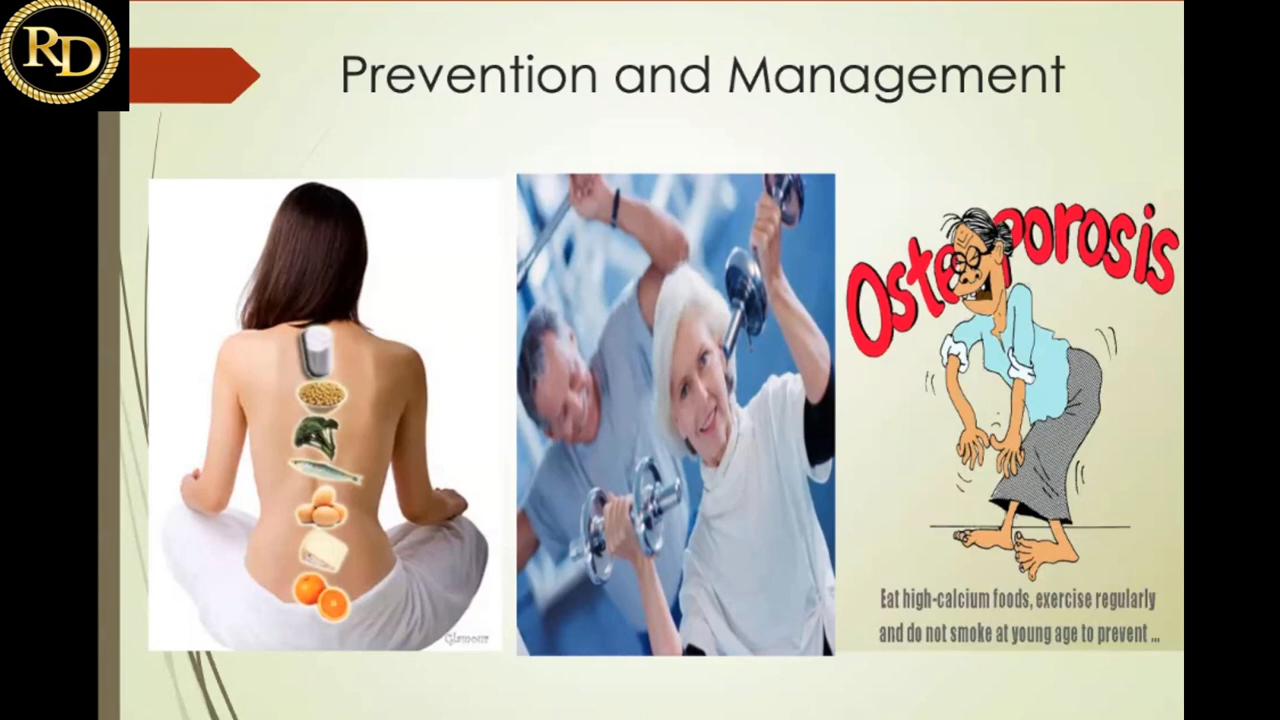 RD
Prevention and Management
Osteoporosis
Glamour
Eat high-calcium foods, exercise regularly
and do not smoke at young age to prevent ...